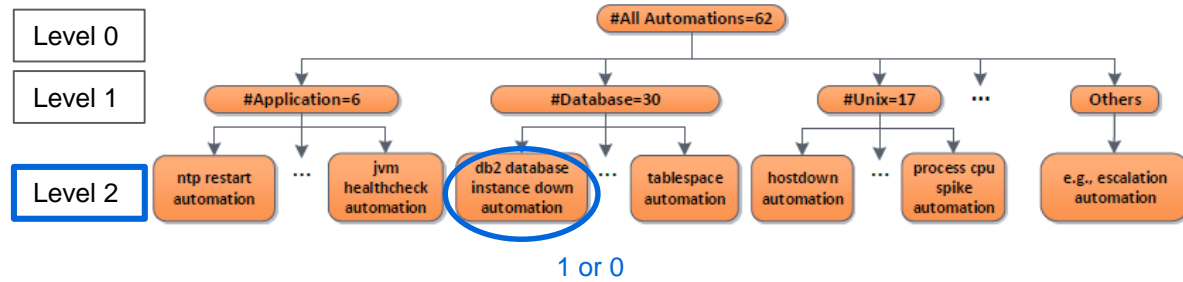 #All Automations=62
Level 0
Level 1
#Application=6
#Database=30
#Unix=17
...
Others
Level 2
ntp restart
automation
...
jvm
healthcheck
automation
db2 database
instance down
automation
...
tablespace
automation
hostdown
automation
...
process cpu
spike
automation
e.g., escalation
automation
1 or 0